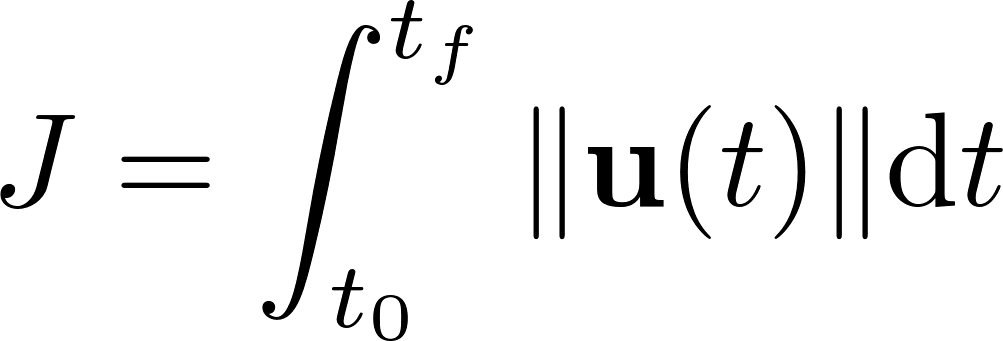 J = ∫_{t_0}^{t_f} ‖𝐮(t)‖dt